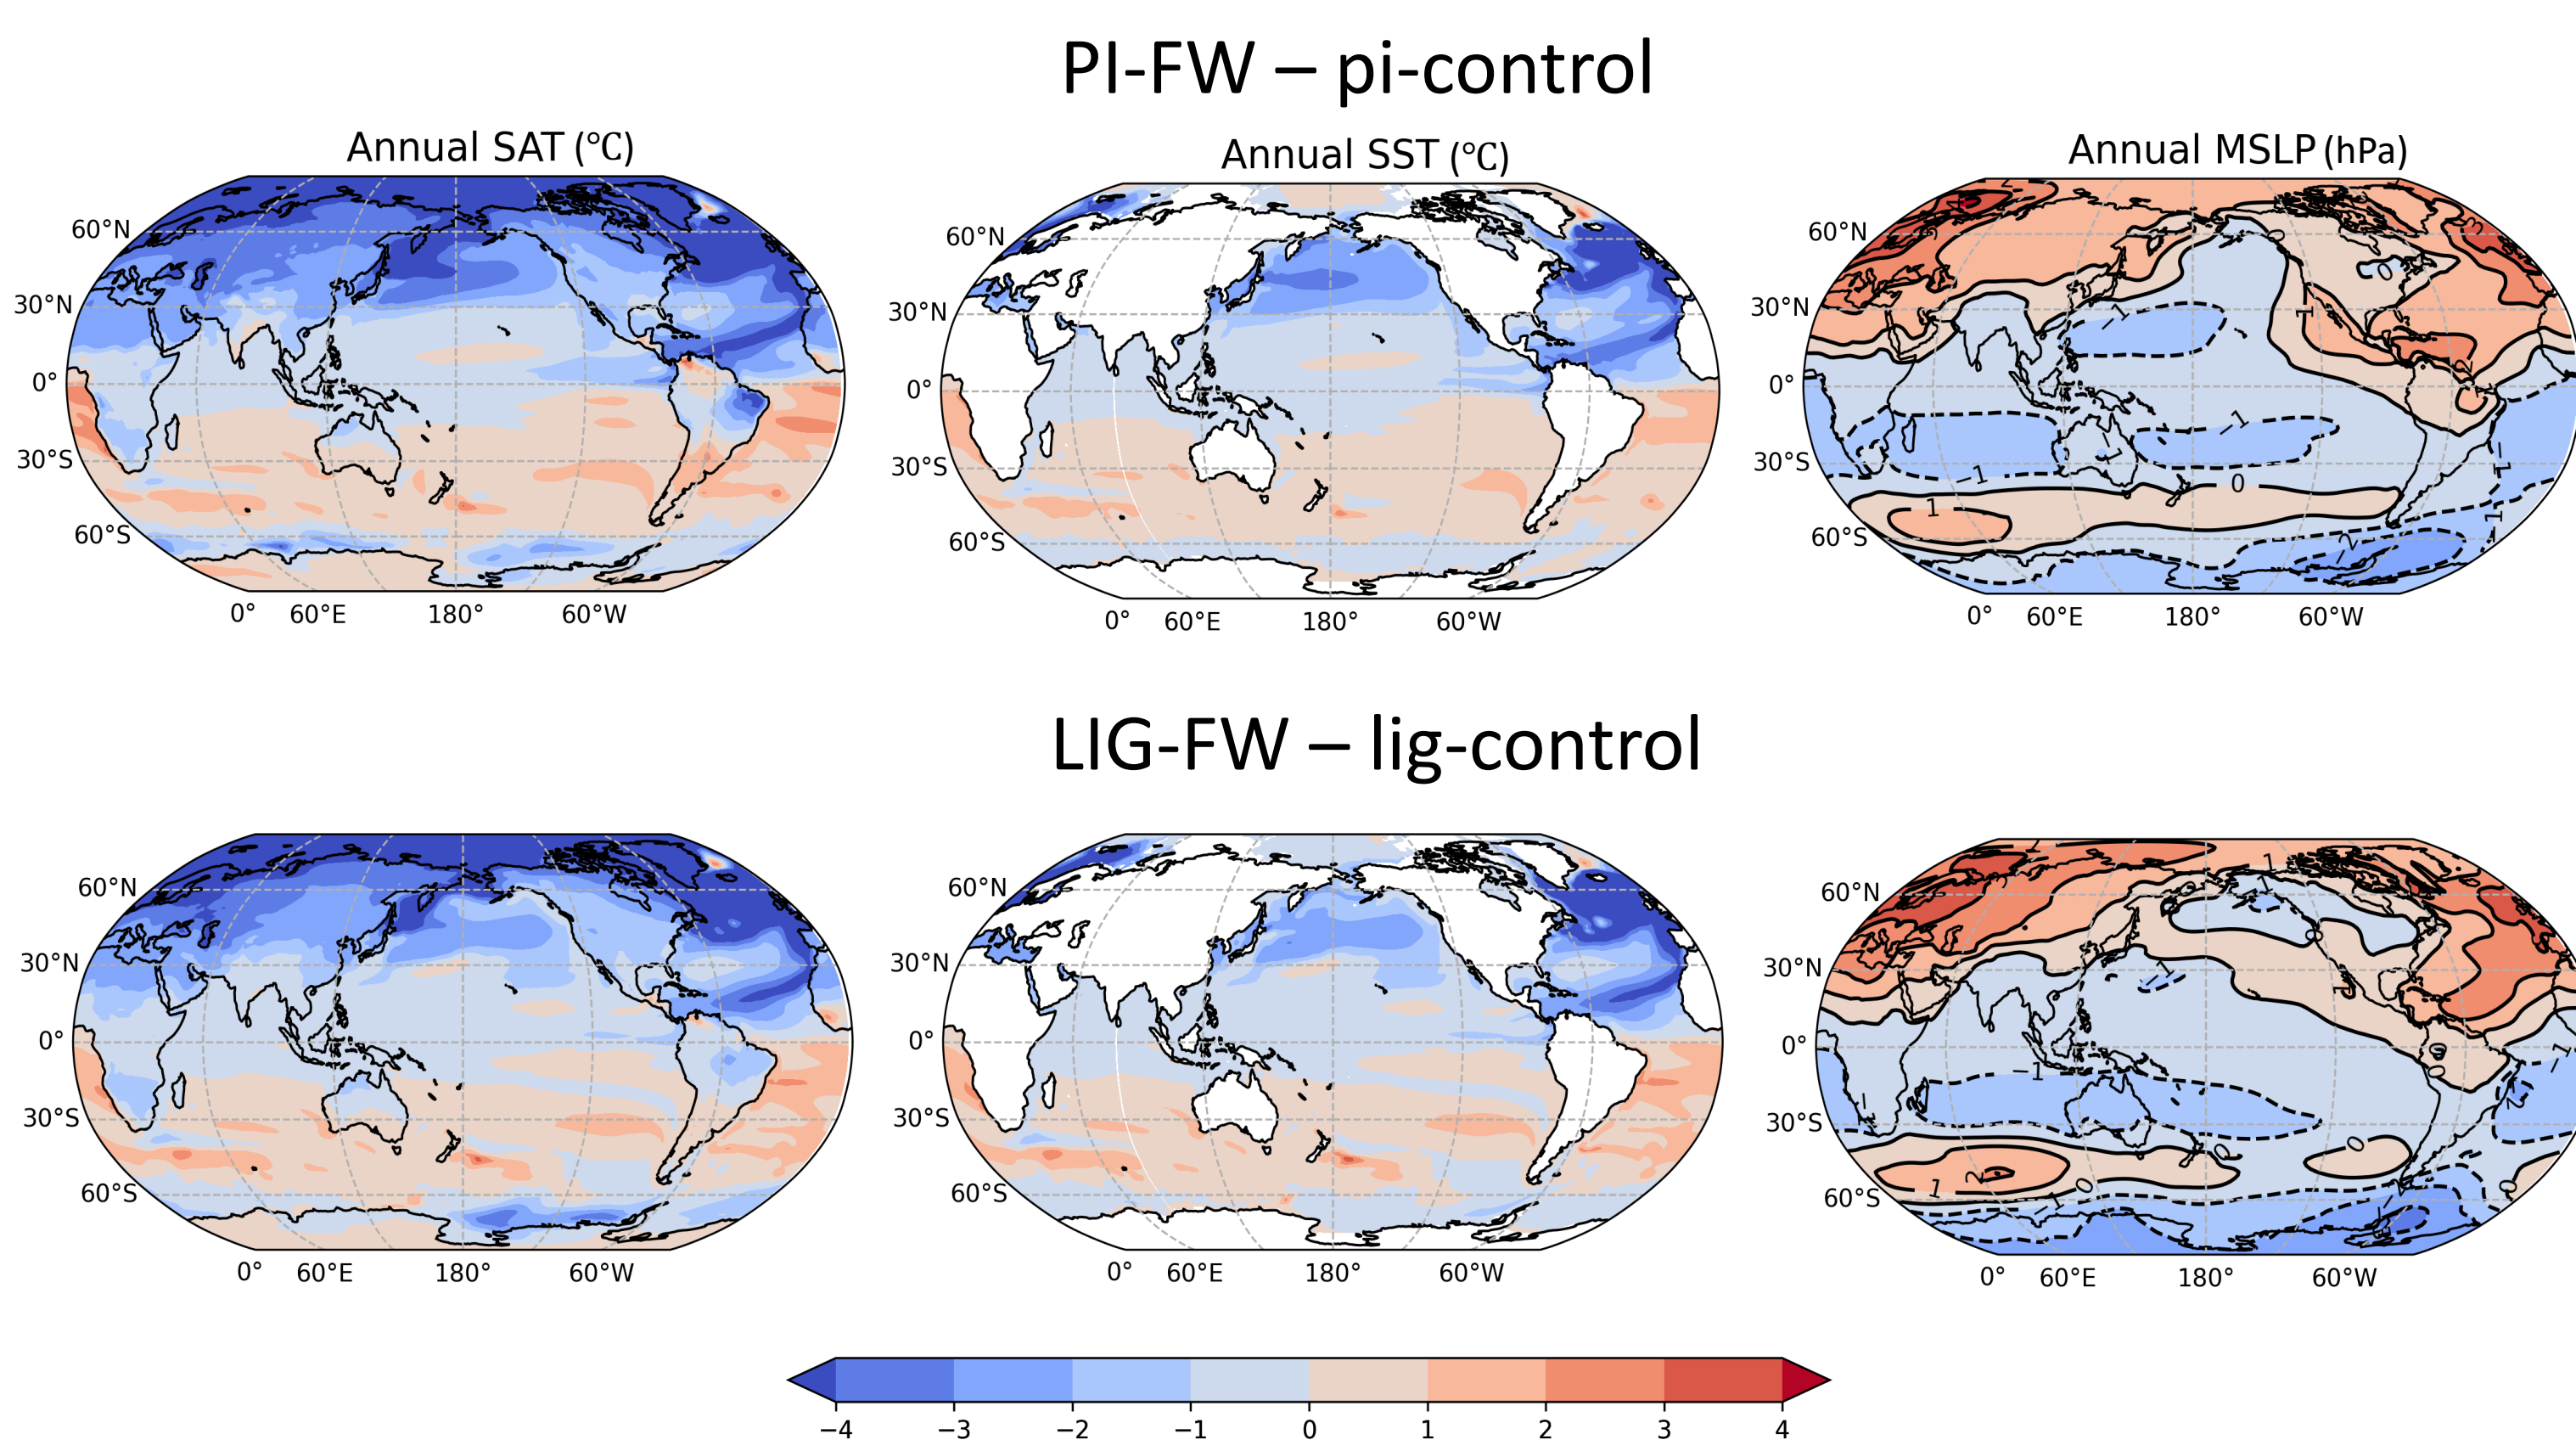 PI-FW – pi-control
Annual SAT (℃)
Annual SST (℃)
Annual MSLP (hPa)
60°N
30°N
0°
30°S
60°S
0° 60°E 180° 60°W
60°N
30°N
0°
30°S
60°S
0° 60°E 180° 60°W
60°N
30°N
0°
30°S
60°S
0° 60°E 180° 60°W
LIG-FW – lig-control
60°N
30°N
0°
30°S
60°S
0° 60°E 180° 60°W
60°N
30°N
0°
30°S
60°S
0° 60°E 180° 60°W
60°N
30°N
0°
30°S
60°S
0° 60°E 180° 60°W
−4 −3 −2 −1 0 1 2 3 4